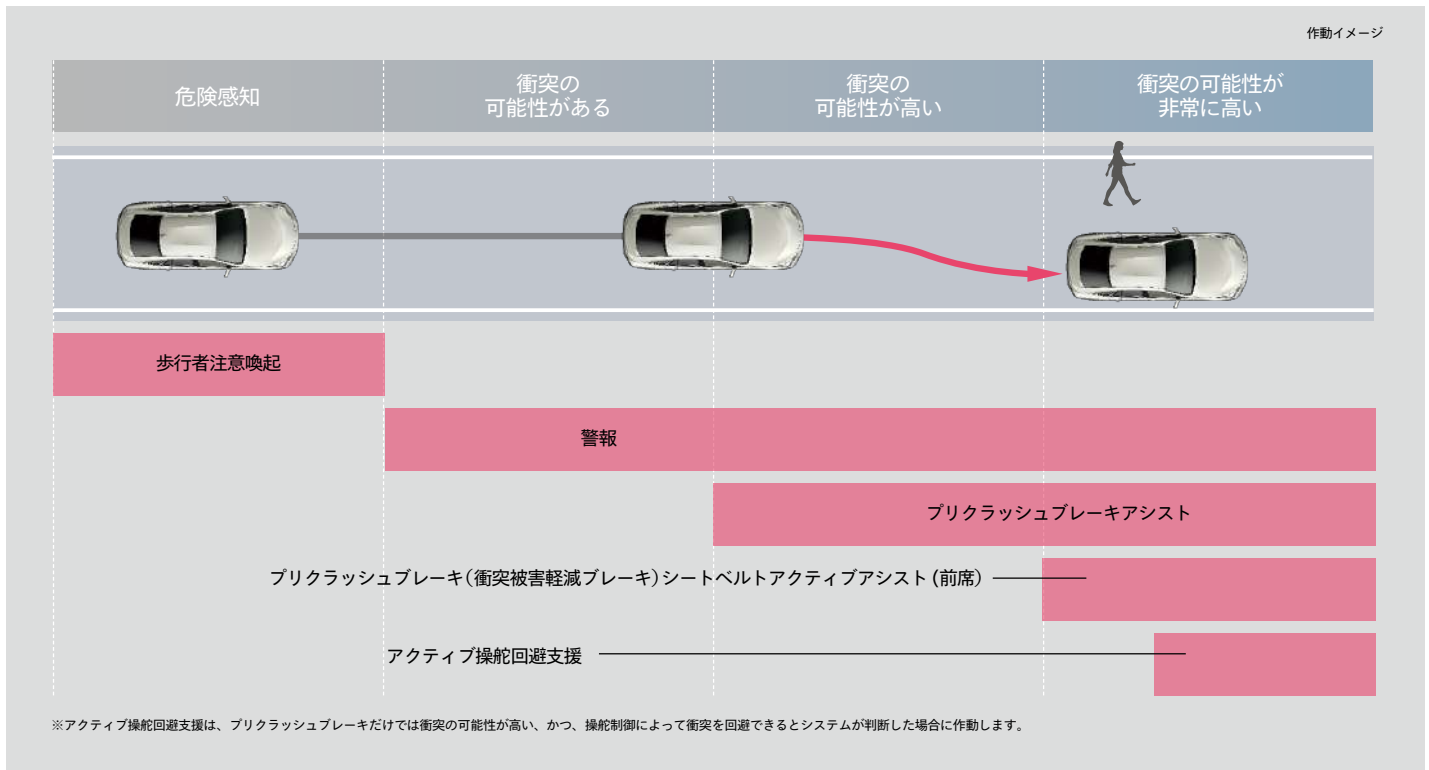 作動イメージ
危険感知
衝突の
可能性がある
衝突の
可能性が高い
衝突の可能性が
非常に高い
歩行者注意喚起
警報
プリクラッシュブレーキアシスト
プリクラッシュブレーキ（衝突被害軽減ブレーキ）シートベルトアクティブアシスト (前席）
アクティブ操舵回避支援
※アクティブ操舵回避支援は、プリクラッシュブレーキだけでは衝突の可能性が高い、かつ、操舵制御によって衝突を回避できるとシステムが判断した場合に作動します。